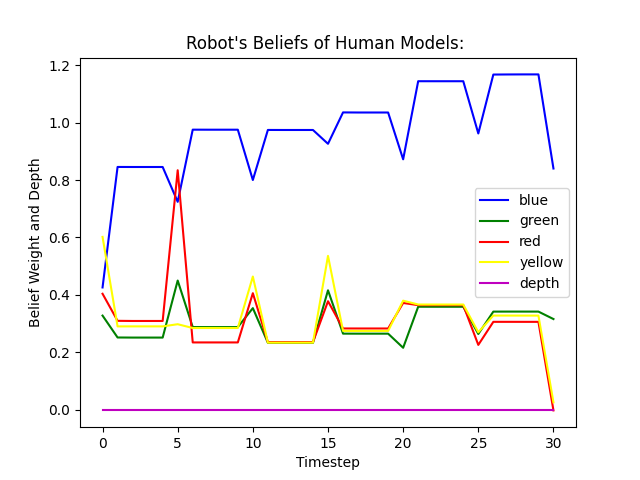 Robot's Beliefs of Human Models:
Belief Weight and Depth
1.2
1.0
0.8
0.6
0.4
0.2
0.0
blue
green
red
yellow
depth
0 5 10 15 20 25 30
Timestep